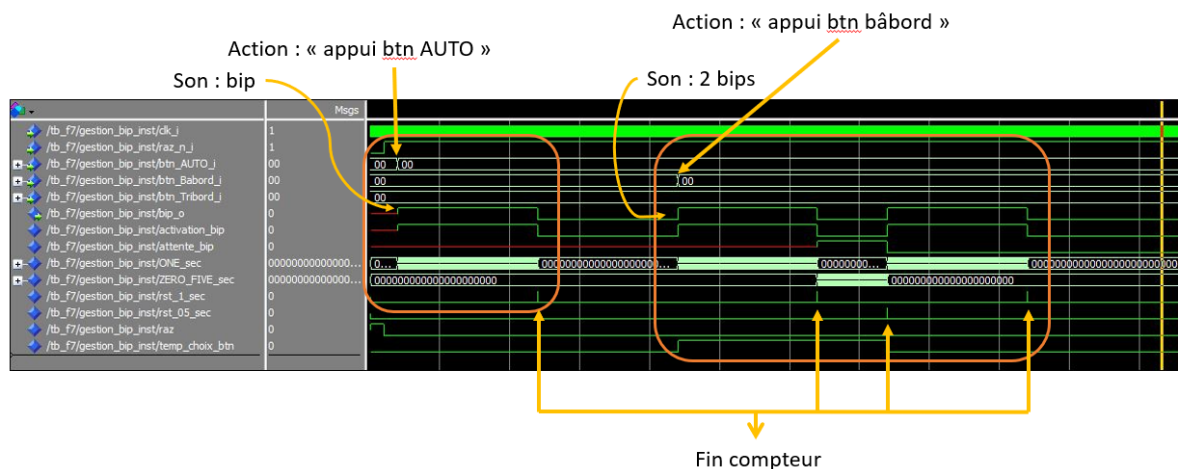 Action : « appui btn bâbord »
Action : « appui btn AUTO »
Son : bip
Son : 2 bips
Msgs
/tb_f7/gestion_bip_inst/clk_i 1
/tb_f7/gestion_bip_inst/raz_n_i 1
/tb_f7/gestion_bip_inst/btn_AUTO_i 00 00 00
/tb_f7/gestion_bip_inst/btn_Babord_i 00 00 00
/tb_f7/gestion_bip_inst/btn_Tribord_i 00 00
/tb_f7/gestion_bip_inst/bip_o 0
/tb_f7/gestion_bip_inst/activation_bip 0
/tb_f7/gestion_bip_inst/attente_bip 0
/tb_f7/gestion_bip_inst/ONE_sec
/tb_f7/gestion_bip_inst/ZERO_FIVE_sec
/tb_f7/gestion_bip_inst/rst_1_sec 0
/tb_f7/gestion_bip_inst/rst_05_sec 0
/tb_f7/gestion_bip_inst/raz 0
/tb_f7/gestion_bip_inst/temp_choix_btn 0
Fin compteur